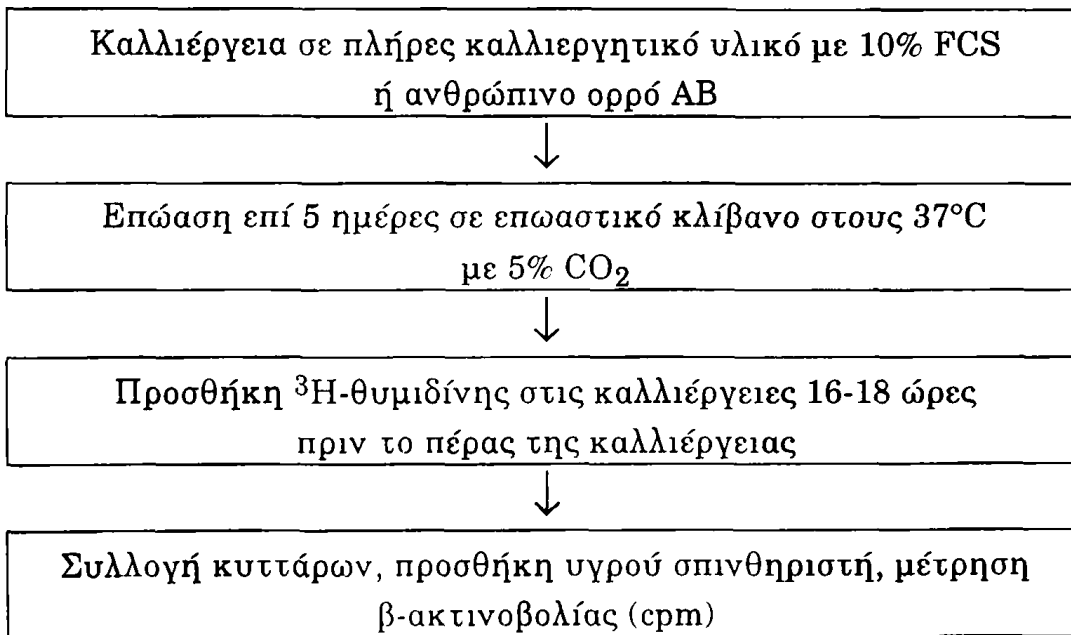 Καλλιέργεια σε πλήρες καλλιεργητικό υλικό με 10% FCS
ή ανθρώπινο ορρό AB
Επώαση επί 5 ημέρες σε επωαστικό κλίβανο στους 37°C
με 5% CO₂
Προσθήκη ³H-θυμιδίνης στις καλλιέργειες 16-18 ώρες
πριν το πέρας της καλλιέργειας
Συλλογή κυττάρων, προσθήκη υγρού σπινθηριστή, μέτρηση
β-ακτινοβολίας (cpm)